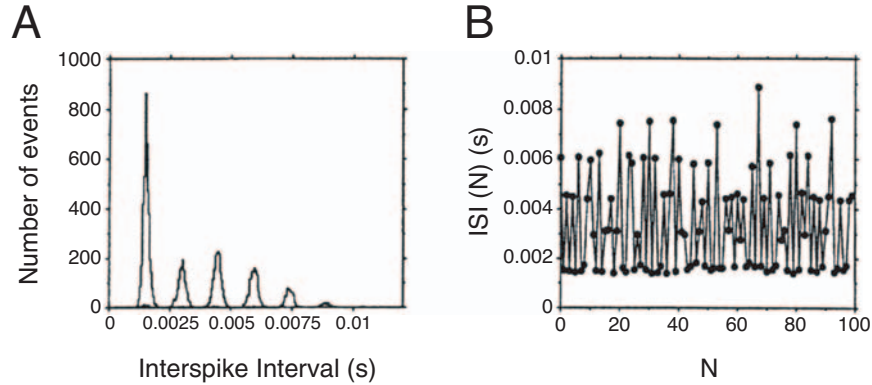 A
B
Number of events
1000
800
600
400
200
0
0 0.0025 0.005 0.0075 0.01
Interspike Interval (s)
ISI (N) (s)
0.01
0.008
0.006
0.004
0.002
0
0 20 40 60 80 100
N